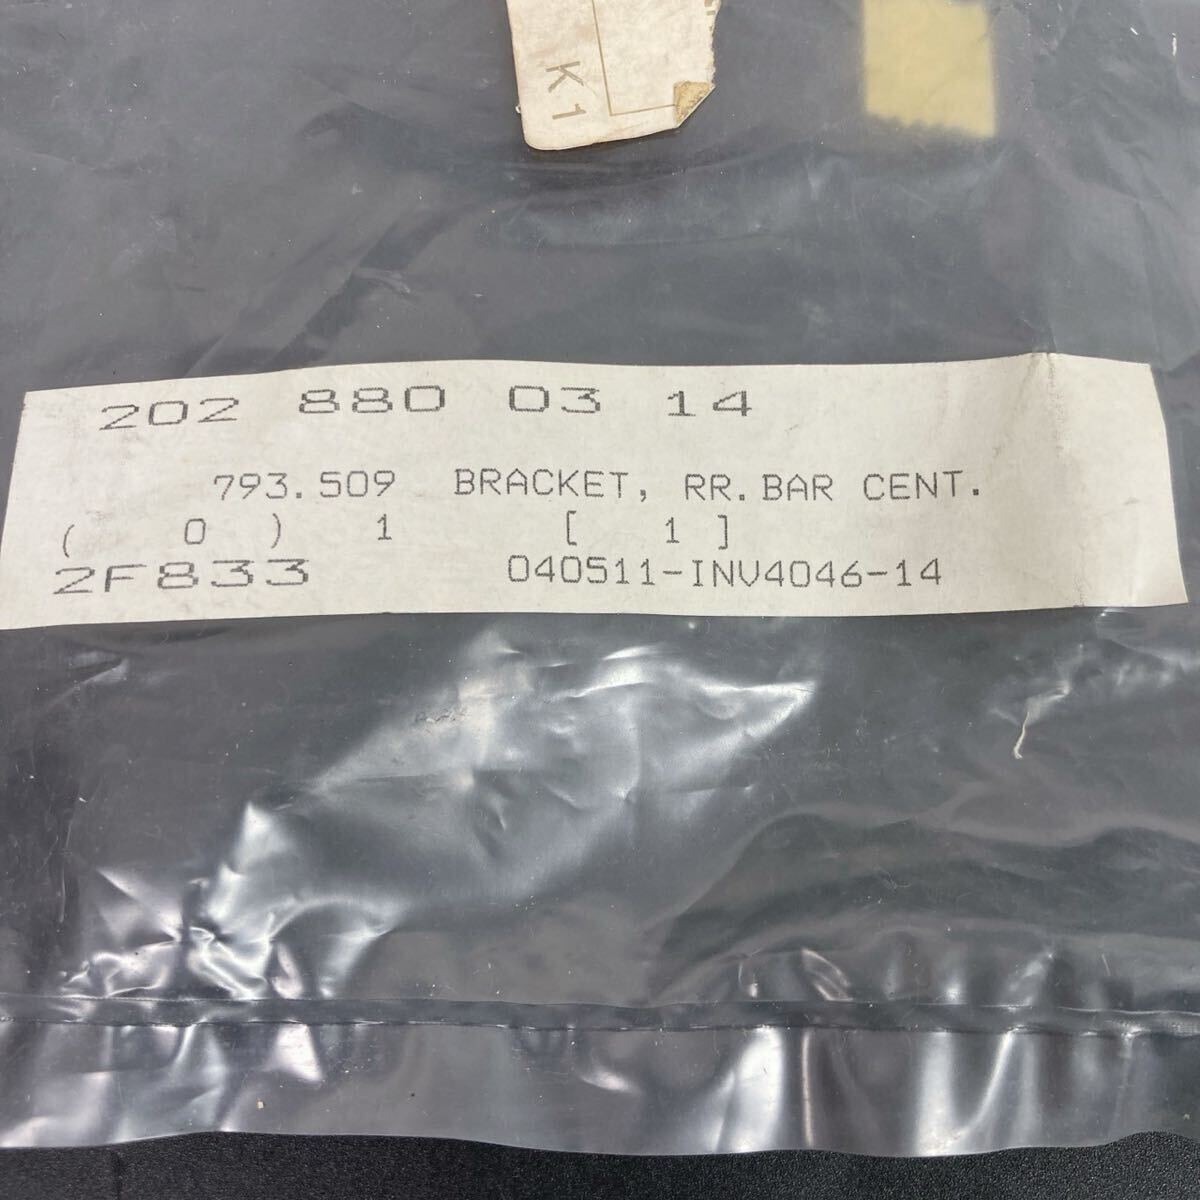 K1
202 880 03 14
793.509 BRACKET, RR.BAR CENT.
( 0 ) 1 [ 1 ]
2F833 040511-INV4046-14